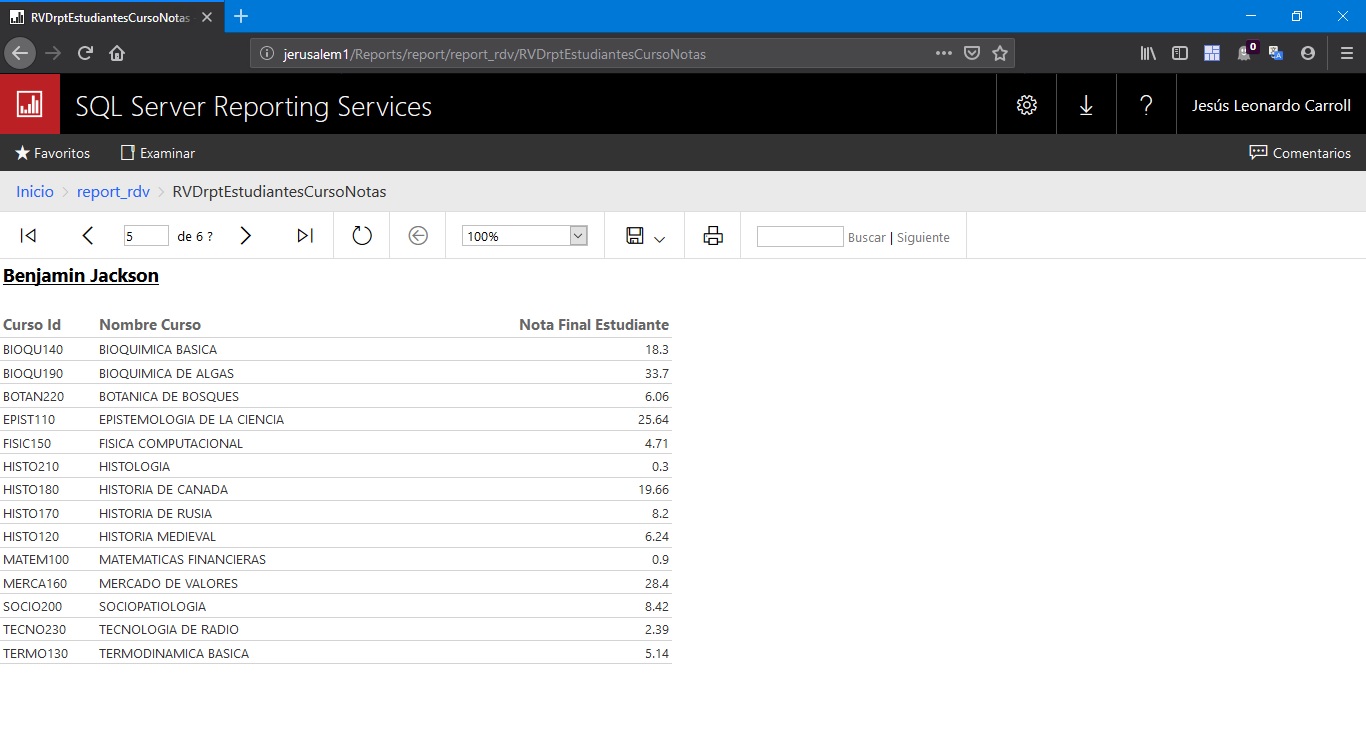 RVDrptEstudiantesCursoNotas
jerusalem1/Reports/report/report_rdv/RVDrptEstudiantesCursoNotas
0
SQL Server Reporting Services
? Jesús Leonardo Carroll
Favoritos Examinar Comentarios
Inicio > report_rdv > RVDrptEstudiantesCursoNotas
5 de 6 ? 100% Buscar | Siguiente
Benjamin Jackson
Curso Id Nombre Curso Nota Final Estudiante
BIOQU140 BIOQUIMICA BASICA 18.3
BIOQU190 BIOQUIMICA DE ALGAS 33.7
BOTAN220 BOTANICA DE BOSQUES 6.06
EPIST110 EPISTEMOLOGIA DE LA CIENCIA 25.64
FISIC150 FISICA COMPUTACIONAL 4.71
HISTO210 HISTOLOGIA 0.3
HISTO180 HISTORIA DE CANADA 19.66
HISTO170 HISTORIA DE RUSIA 8.2
HISTO120 HISTORIA MEDIEVAL 6.24
MATEM100 MATEMATICAS FINANCIERAS 0.9
MERCA160 MERCADO DE VALORES 28.4
SOCIO200 SOCIOPATIOLOGIA 8.42
TECNO230 TECNOLOGIA DE RADIO 2.39
TERMO130 TERMODINAMICA BASICA 5.14